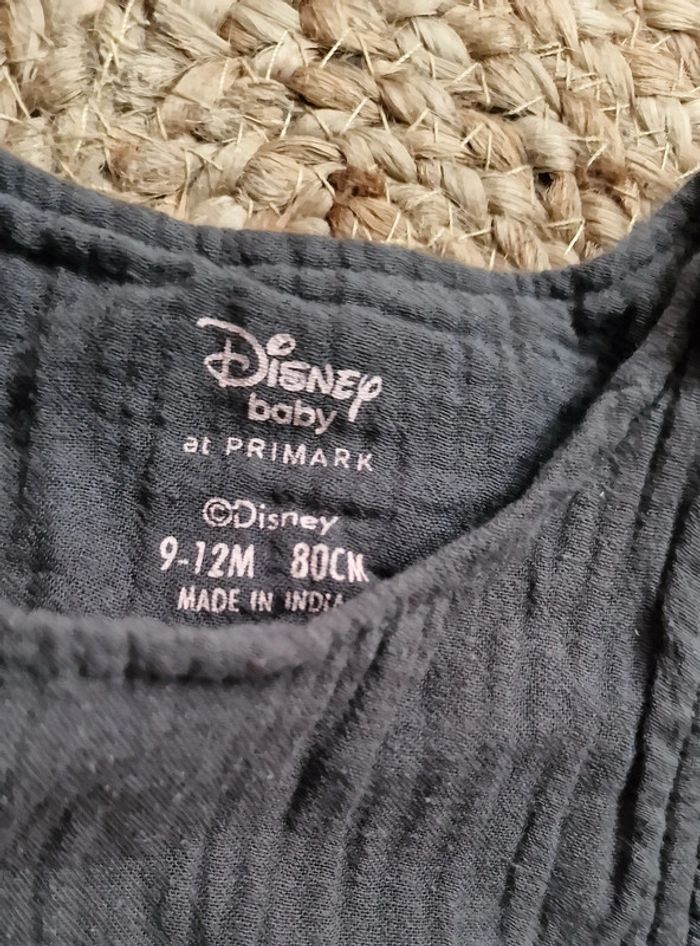 Disney
baby
at PRIMARK
©Disney
9-12M 80CM
MADE IN INDIA